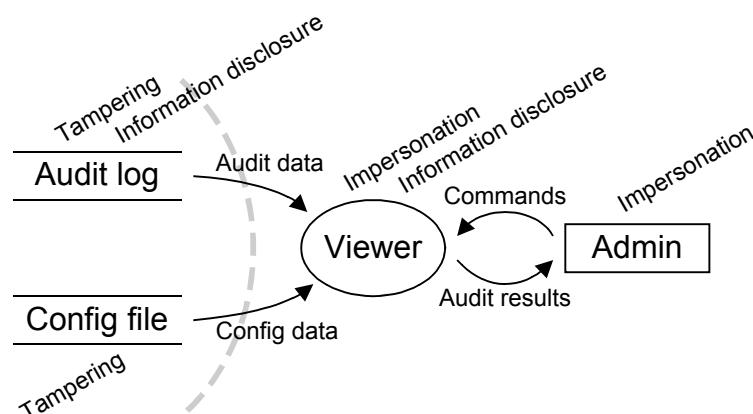 Tampering
Information disclosure
Audit log
Audit data
Impersonation
Information disclosure
Commands
Impersonation
Viewer
Admin
Audit results
Config file
Config data
Tampering